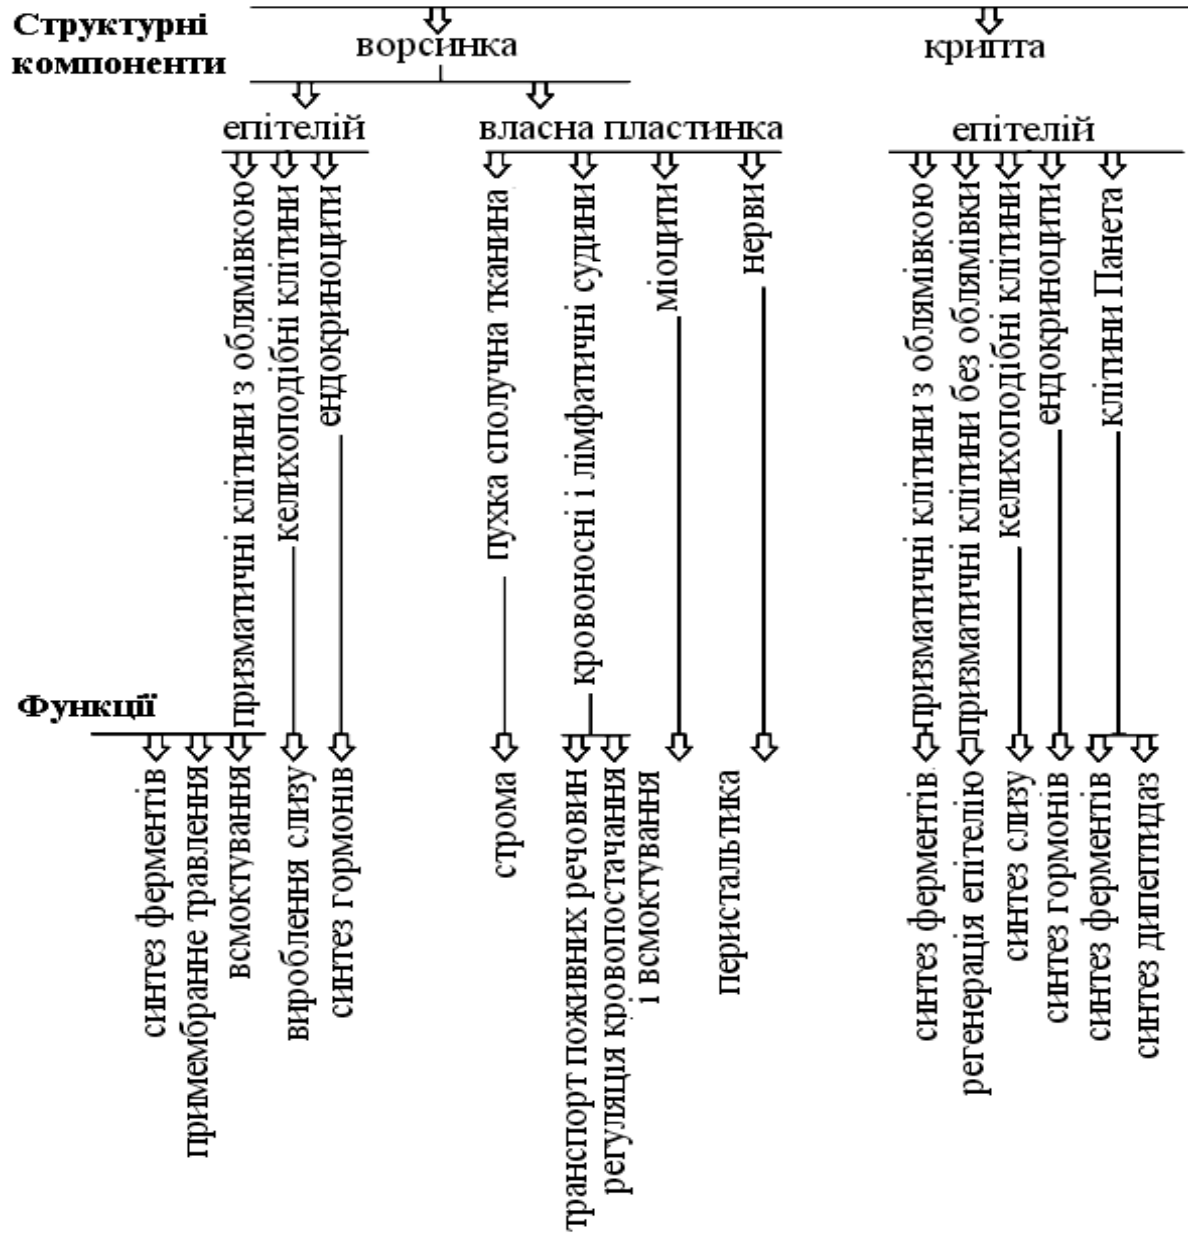 Структурні
компоненти
ворсинка
крипта
епітелій
власна пластинка
епітелій
призматичні клітини з облямівкою
келихоподібні клітини
ендокриноцити
пухка сполучна тканина
кровоносні і лімфатичні судини
міоцити
нерви
призматичні клітини з облямівкою
призматичні клітини без облямівки
келихоподібні клітини
ендокриноцити
клітини Панета
Функції
синтез ферментів
примембранне травлення
всмоктування
вироблення слизу
синтез гормонів
строма
транспорт поживних речовин
регуляція кровопостачання
і всмоктування
перистальтика
синтез ферментів
регенерація епітелію
синтез слизу
синтез гормонів
синтез ферментів
синтез дипептидаз